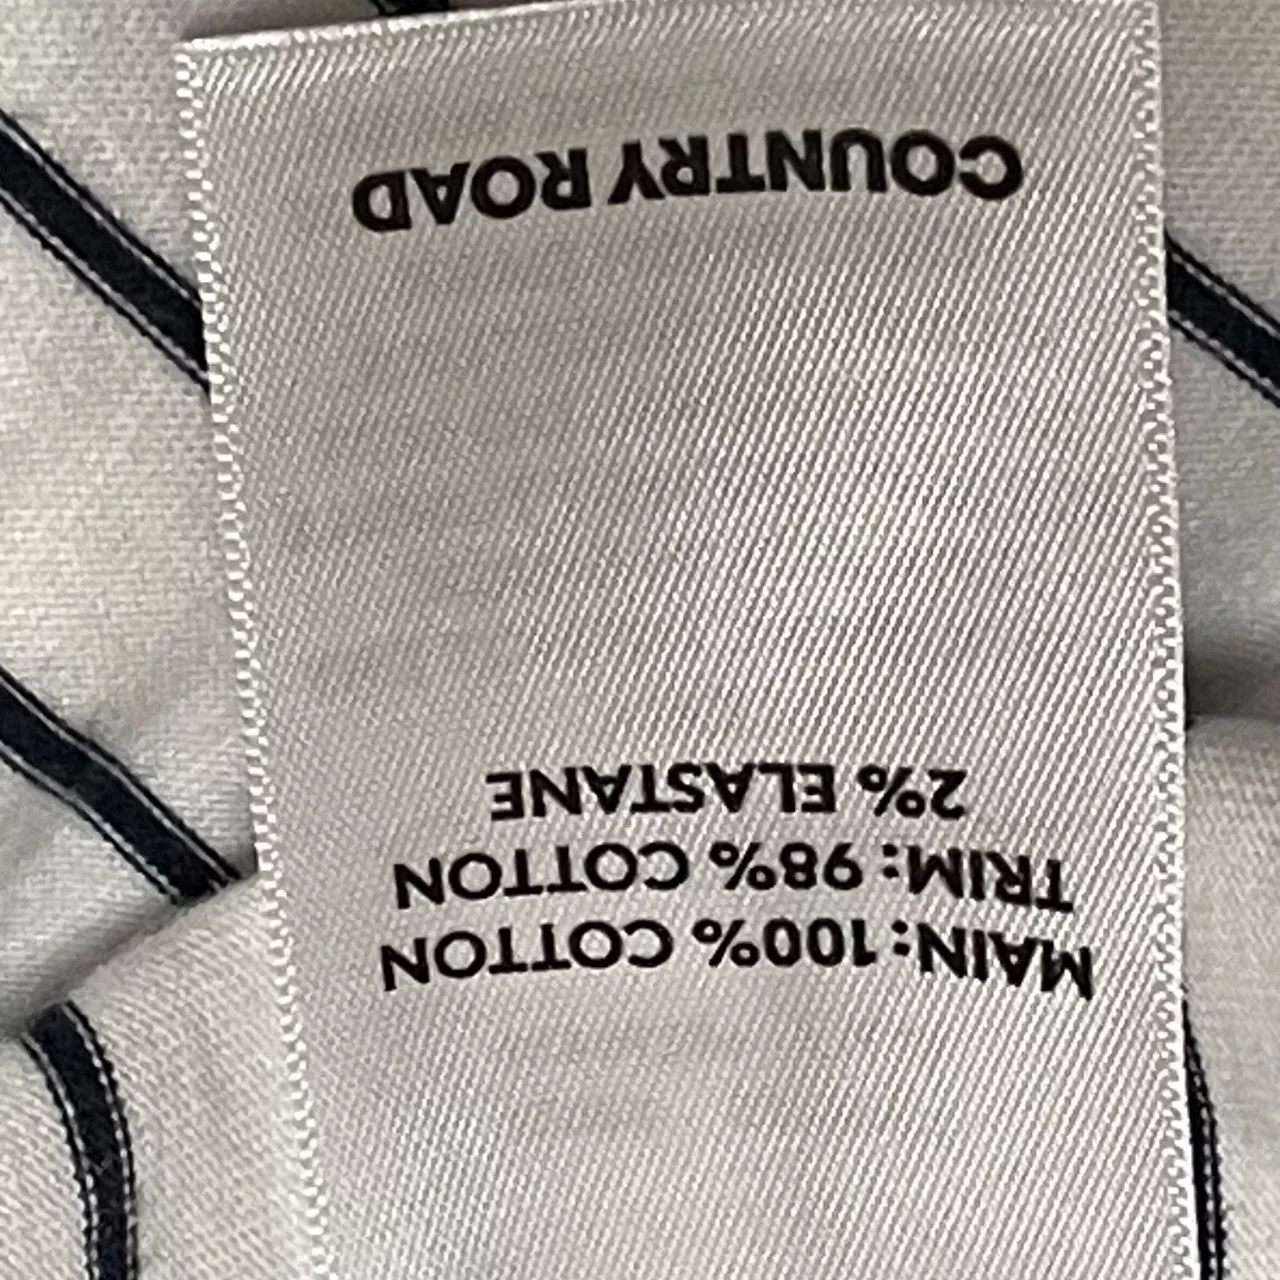 MAIN: 100% COTTON
TRIM: 98% COTTON
2% ELASTANE
COUNTRY ROAD